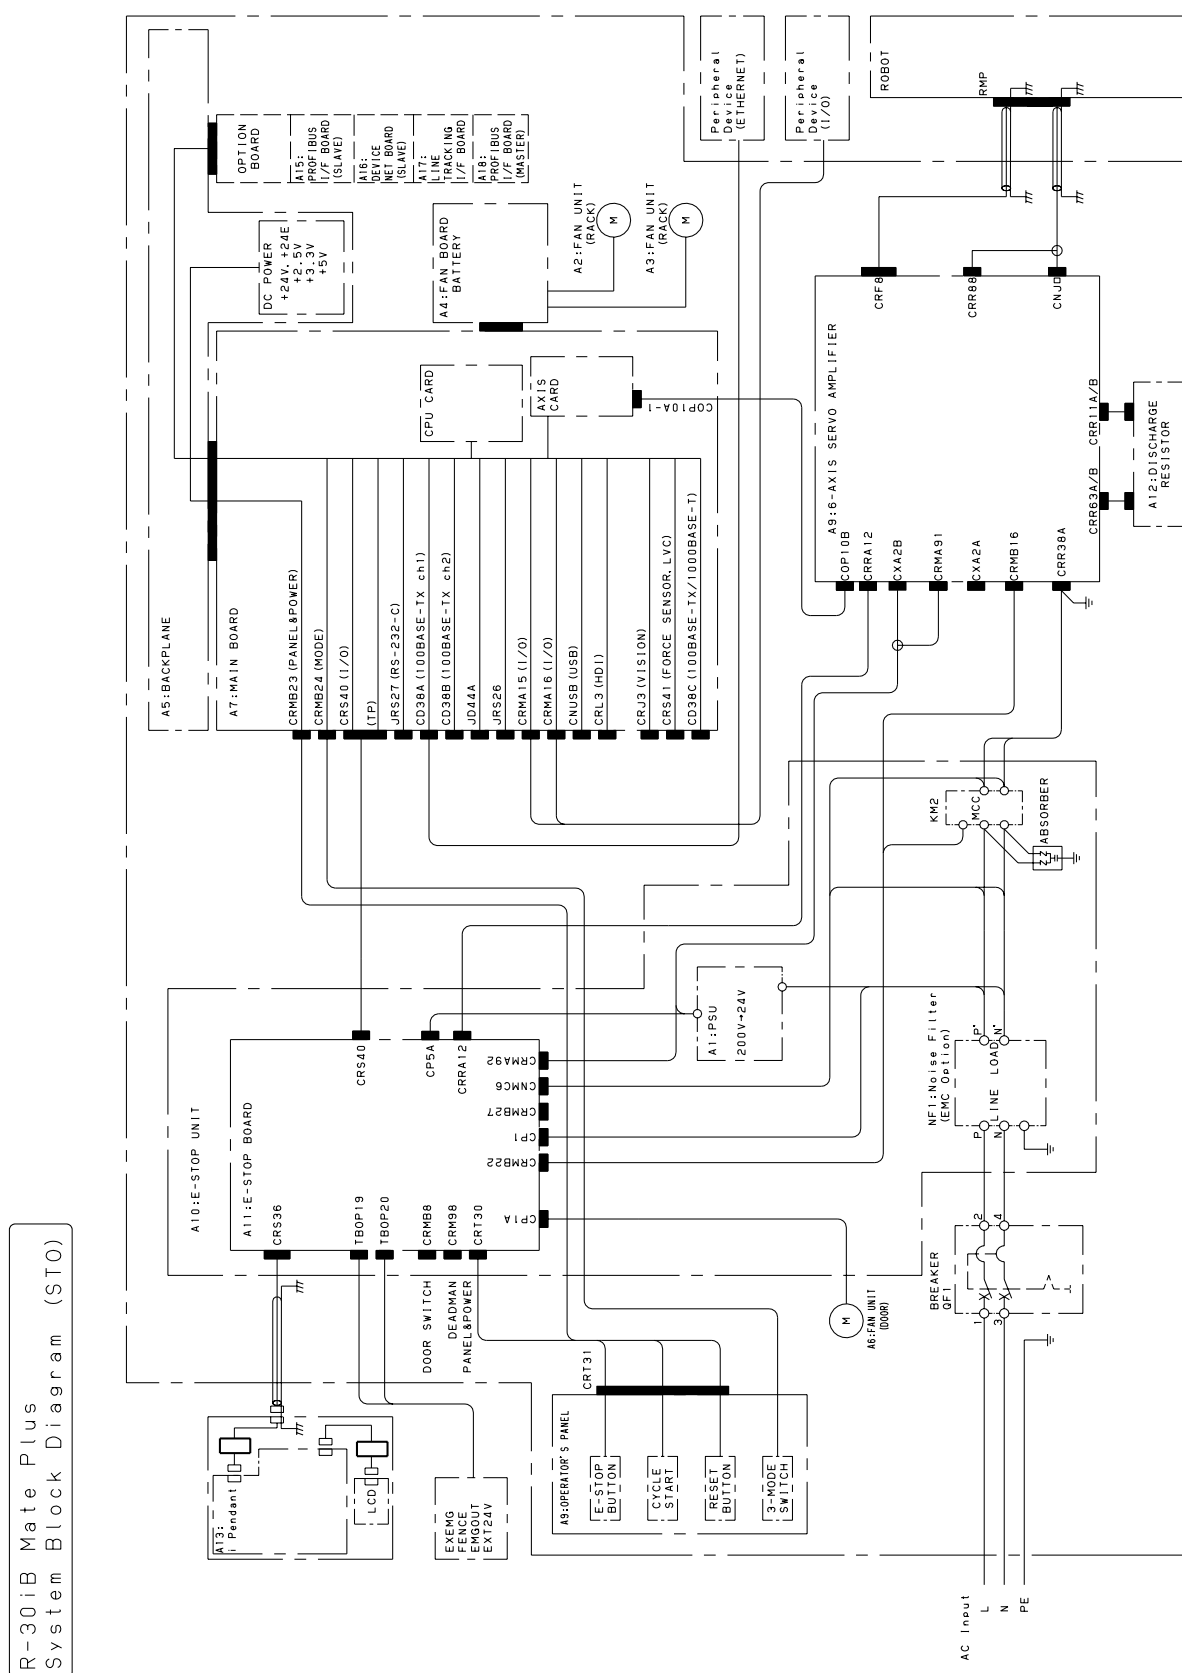 R-30iB Mate Plus
System Block Diagram (STO)
A5:BACKPLANE
OPTION
BOARD
A15:
PROFIBUS
I/F BOARD
(SLAVE)
A16:
DEVICE
NET BOARD
(SLAVE)
A17:
LINE
TRACKING
I/F BOARD
A18:
PROFIBUS
I/F BOARD
(MASTER)
DC POWER
+24V, +24E
+2.5V
+3.3V
+5V
A4:FAN BOARD
BATTERY
A2:FAN UNIT
(RACK)
M
A3:FAN UNIT
(RACK)
M
Peripheral
Device
(ETHERNET)
Peripheral
Device
(I/O)
ROBOT
RMP
A7:MAIN BOARD
CPU CARD
AXIS
CARD
COP10A-1
CRMB23(PANEL&POWER)
CRMB24(MODE)
CRS40(I/O)
(TP)
JRS27(RS-232-C)
CD38A(100BASE-TX ch1)
CD38B(100BASE-TX ch2)
JD44A
JRS26
CRMA15(I/O)
CRMA16(I/O)
CNUSB(USB)
CRL3(HDI)
CRJ3(VISION)
CRS41(FORCE SENSOR, LVC)
CD38C(100BASE-TX/1000BASE-T)
A9:6-AXIS SERVO AMPLIFIER
CRF8
CRR88
CNJ□
COP10B
CRRA12
CXA2B
CRMA91
CXA2A
CRMB16
CRR38A
CRR63A/B
CRR11A/B
A12:DISCHARGE
RESISTOR
KM2
MCC
ABSORBER
A10:E-STOP UNIT
A11:E-STOP BOARD
CRS40
CP5A
CRRA12
CRMA92
CNMC6
CRMB27
CP1
CRMB22
CP1A
CRS36
TBOP19
TBOP20
CRMB8
CRM98
CRT30
DOOR SWITCH
DEADMAN
PANEL&POWER
A1:PSU
200V→24V
NF1:Noise Filter
(EMC Option)
P'
N'
LINE LOAD
P
N
BREAKER
QF1
2
4
1
3
A6:FAN UNIT
(DOOR)
M
A13:
i Pendant
LCD
EXEMG
FENCE
EMGOUT
EXT24V
CRT31
A9:OPERATOR'S PANEL
E-STOP
BUTTON
CYCLE
START
RESET
BUTTON
3-MODE
SWITCH
AC Input
L
N
PE